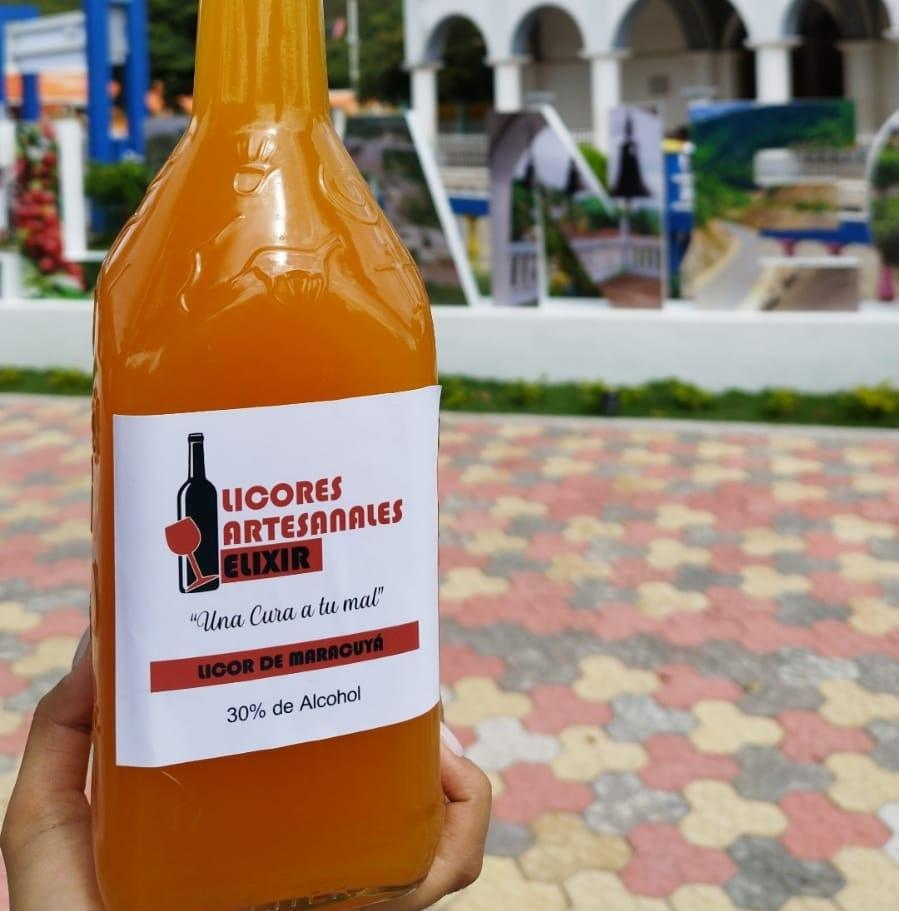 LICORES
ARTESANALES
ELIXIR
"Una Cura a tu mal"
LICOR DE MARACUYÁ
30% de Alcohol